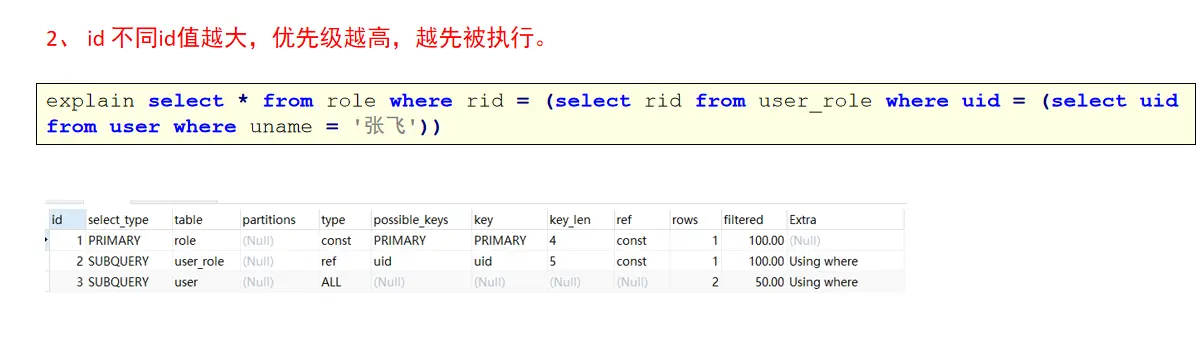 2、 id 不同id值越大，优先级越高，越先被执行。
explain select * from role where rid = (select rid from user_role where uid = (select uid
from user where uname = '张飞'))
id select_type table partitions type possible_keys key key_len ref rows filtered Extra
1 PRIMARY role (Null) const PRIMARY PRIMARY 4 const 1 100.00 (Null)
2 SUBQUERY user_role (Null) ref uid uid 5 const 1 100.00 Using where
3 SUBQUERY user (Null) ALL (Null) (Null) (Null) (Null) 2 50.00 Using where